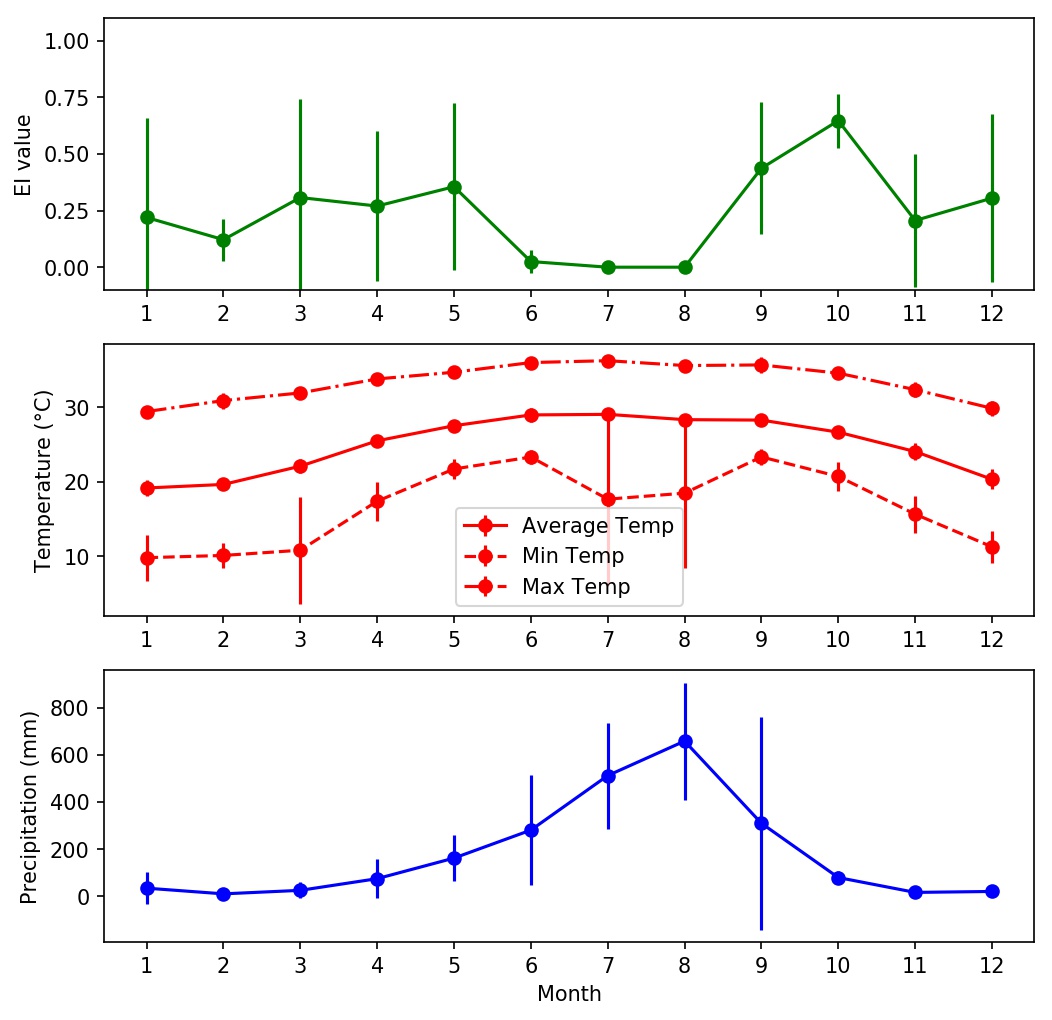 1.00
0.75
0.50
0.25
0.00
EI value
1 2 3 4 5 6 7 8 9 10 11 12
30
20
10
Temperature (°C)
Average Temp
Min Temp
Max Temp
1 2 3 4 5 6 7 8 9 10 11 12
800
600
400
200
0
Precipitation (mm)
1 2 3 4 5 6 7 8 9 10 11 12
Month